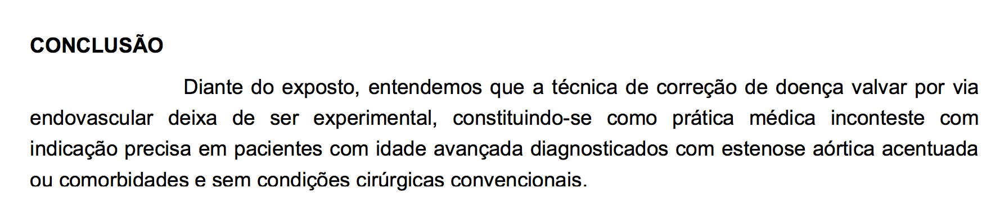 CONCLUSÃO
Diante do exposto, entendemos que a técnica de correção de doença valvar por via
endovascular deixa de ser experimental, constituindo-se como prática médica inconteste com
indicação precisa em pacientes com idade avançada diagnosticados com estenose aórtica acentuada
ou comorbidades e sem condições cirúrgicas convencionais.